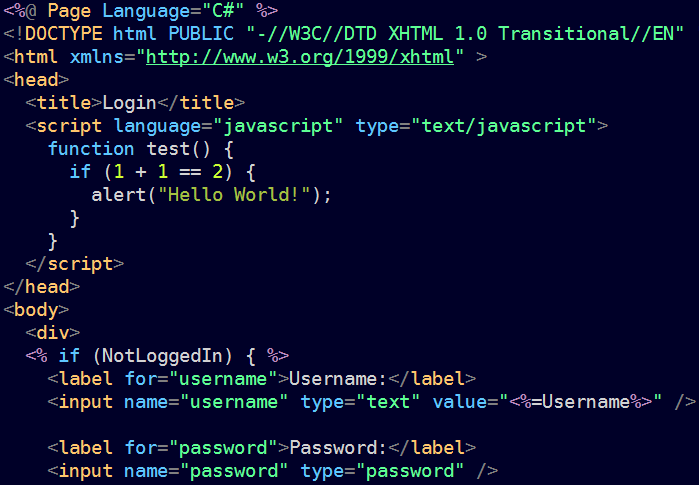 <%@ Page Language="C#" %>
<!DOCTYPE html PUBLIC "-//W3C//DTD XHTML 1.0 Transitional//EN"
<html xmlns="http://www.w3.org/1999/xhtml" >
<head>
  <title>Login</title>
  <script language="javascript" type="text/javascript">
    function test() {
      if (1 + 1 == 2) {
        alert("Hello World!");
      }
    }
  </script>
</head>
<body>
  <div>
  <% if (NotLoggedIn) { %>
    <label for="username">Username:</label>
    <input name="username" type="text" value="<%=Username%>" />

    <label for="password">Password:</label>
    <input name="password" type="password" />